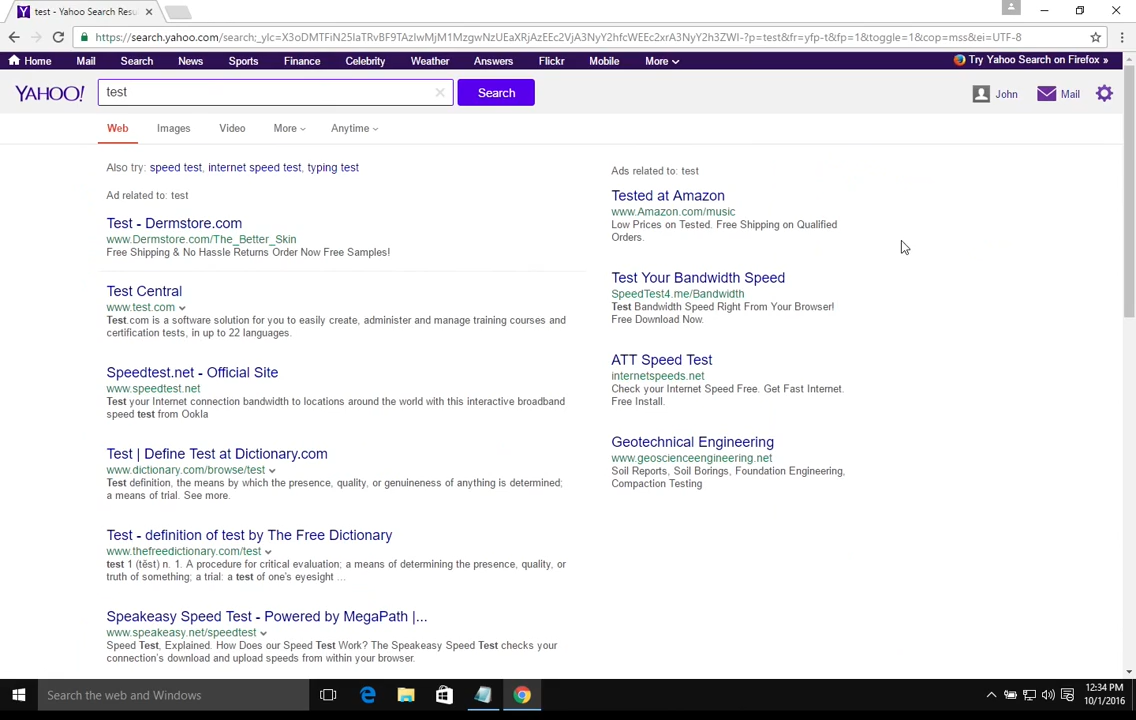 test - Yahoo Search Resu
https://search.yahoo.com/search;_ylc=X3oDMTFiN25laTRvBF9TAzIwMjM1MzgwNzUEaXRjAzEEc2VjA3NyY2hfcWEEc2xrA3NyY2h3ZWI-?p=test&fr=yfp-t&fp=1&toggle=1&cop=mss&ei=UTF-8
Home Mail Search News Sports Finance Celebrity Weather Answers Flickr Mobile More Try Yahoo Search on Firefox »
YAHOO! test Search John Mail
Web Images Video More Anytime
Also try: speed test, internet speed test, typing test
Ad related to: test
Test - Dermstore.com
www.Dermstore.com/The_Better_Skin
Free Shipping & No Hassle Returns Order Now Free Samples!
Test Central
www.test.com
Test.com is a software solution for you to easily create, administer and manage training courses and
certification tests, in up to 22 languages.
Speedtest.net - Official Site
www.speedtest.net
Test your Internet connection bandwidth to locations around the world with this interactive broadband
speed test from Ookla
Test | Define Test at Dictionary.com
www.dictionary.com/browse/test
Test definition, the means by which the presence, quality, or genuineness of anything is determined;
a means of trial. See more.
Test - definition of test by The Free Dictionary
www.thefreedictionary.com/test
test 1 (tĕst) n. 1. A procedure for critical evaluation; a means of determining the presence, quality, or
truth of something; a trial: a test of one's eyesight ...
Speakeasy Speed Test - Powered by MegaPath |...
www.speakeasy.net/speedtest
Speed Test, Explained. How Does our Speed Test Work? The Speakeasy Speed Test checks your
connection's download and upload speeds from within your browser.
Ads related to: test
Tested at Amazon
www.Amazon.com/music
Low Prices on Tested. Free Shipping on Qualified
Orders.
Test Your Bandwidth Speed
SpeedTest4.me/Bandwidth
Test Bandwidth Speed Right From Your Browser!
Free Download Now.
ATT Speed Test
internetspeeds.net
Check your Internet Speed Free. Get Fast Internet.
Free Install.
Geotechnical Engineering
www.geoscienceengineering.net
Soil Reports, Soil Borings, Foundation Engineering,
Compaction Testing
Search the web and Windows
12:34 PM
10/1/2016